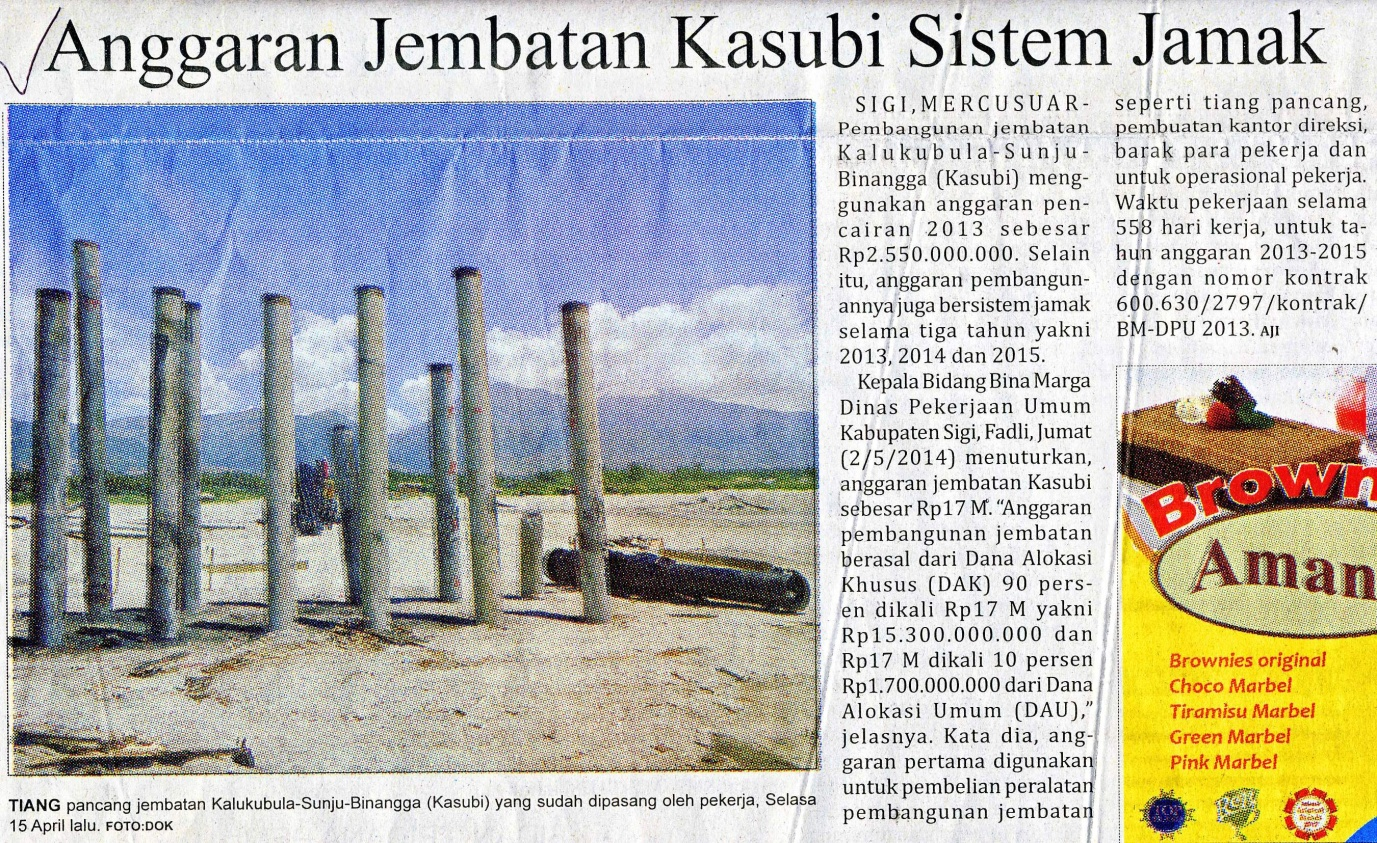 Anggaran Jembatan Kasubi Sistem Jamak
SIGI, MERCUSUAR-
Pembangunan jembatan
Kalukubula-Sunju-
Binangga (Kasubi) meng-
gunakan anggaran pen-
cairan 2013 sebesar
Rp2.550.000.000. Selain
itu, anggaran pembangun-
annya juga bersistem jamak
selama tiga tahun yakni
2013, 2014 dan 2015.
Kepala Bidang Bina Marga
Dinas Pekerjaan Umum
Kabupaten Sigi, Fadli, Jumat
(2/5/2014) menuturkan,
anggaran jembatan Kasubi
sebesar Rp17 M. “Anggaran
pembangunan jembatan
berasal dari Dana Alokasi
Khusus (DAK) 90 pers-
en dikali Rp17 M yakni
Rp15.300.000.000 dan
Rp17 M dikali 10 persen
Rp1.700.000.000 dari Dana
Alokasi Umum (DAU),”
jelasnya. Kata dia, ang-
garan pertama digunakan
untuk pembelian peralatan
pembangunan jembatan
seperti tiang pancang,
pembuatan kantor direksi,
barak para pekerja dan
untuk operasional pekerja.
Waktu pekerjaan selama
558 hari kerja, untuk ta-
hun anggaran 2013-2015
dengan nomor kontrak
600.630/2797/kontrak/
BM-DPU 2013. AJI
TIANG pancang jembatan Kalukubula-Sunju-Binangga (Kasubi) yang sudah dipasang oleh pekerja, Selasa
15 April lalu. FOTO:DOK
Brown
Aman
Brownies original
Choco Marbel
Tiramisu Marbel
Green Marbel
Pink Marbel
TOP